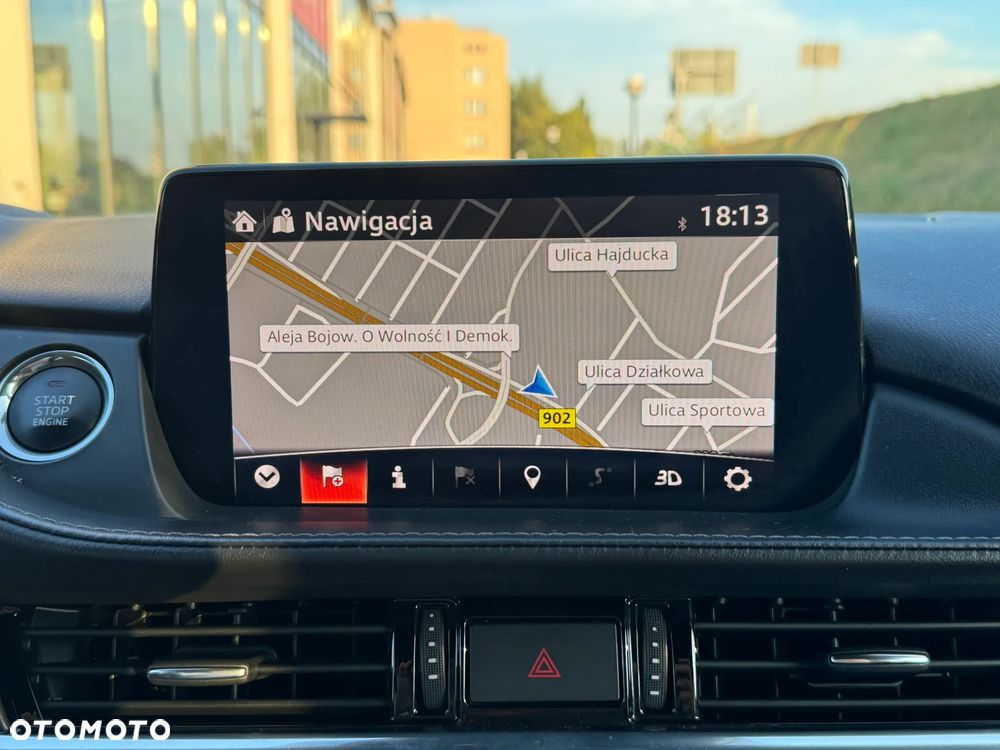 Nawigacja
18:13
Ulica Hajducka
Aleja Bojow. O Wolność I Demok.
Ulica Działkowa
Ulica Sportowa
902
START
STOP
ENGINE
3D
OTOMOTO